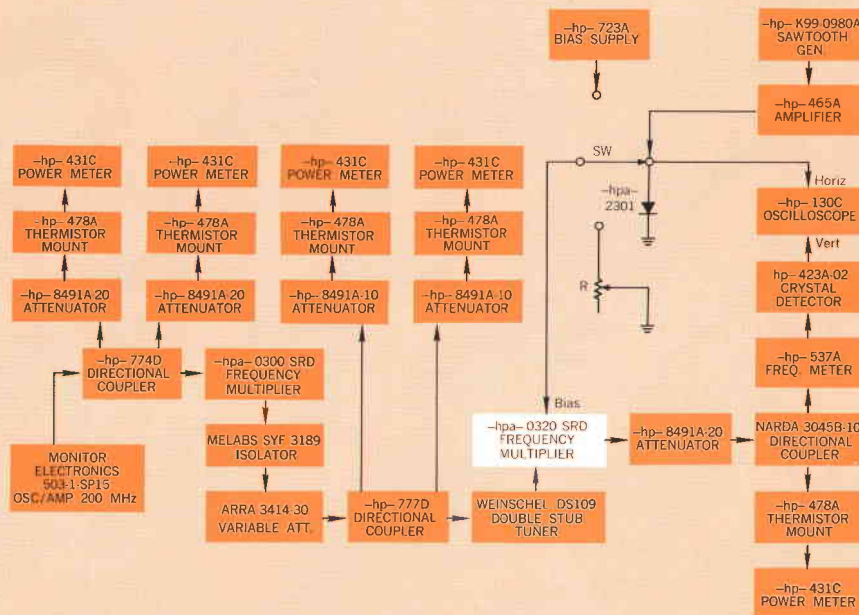 -hp- 723A
BIAS SUPPLY
-hp- K99-0980A
SAWTOOTH
GEN.
-hp- 465A
AMPLIFIER
SW
-hpa-
2301
Horiz
-hp- 130C
OSCILLOSCOPE
Vert
R
hp- 423A-02
CRYSTAL
DETECTOR
-hp- 537A
FREQ. METER
-hp- 431C
POWER METER
-hp- 431C
POWER METER
-hp- 431C
POWER METER
-hp- 431C
POWER METER
-hp- 478A
THERMISTOR
MOUNT
-hp- 478A
THERMISTOR
MOUNT
-hp- 478A
THERMISTOR
MOUNT
-hp- 478A
THERMISTOR
MOUNT
-hp- 8491A-20
ATTENUATOR
-hp- 8491A-20
ATTENUATOR
-hp- 8491A-10
ATTENUATOR
-hp- 8491A-10
ATTENUATOR
-hp- 774D
DIRECTIONAL
COUPLER
-hpa- 0300 SRD
FREQUENCY
MULTIPLIER
MONITOR
ELECTRONICS
503-1-SP15
OSC/AMP 200 MHz
MELABS SYF 3189
ISOLATOR
ARRA 3414-30
VARIABLE ATT.
-hp- 777D
DIRECTIONAL
COUPLER
WEINSCHEL DS109
DOUBLE STUB
TUNER
Bias
-hpa- 0320 SRD
FREQUENCY
MULTIPLIER
-hp- 8491A-20
ATTENUATOR
NARDA 3045B-10
DIRECTIONAL
COUPLER
-hp- 478A
THERMISTOR
MOUNT
-hp- 431C
POWER METER